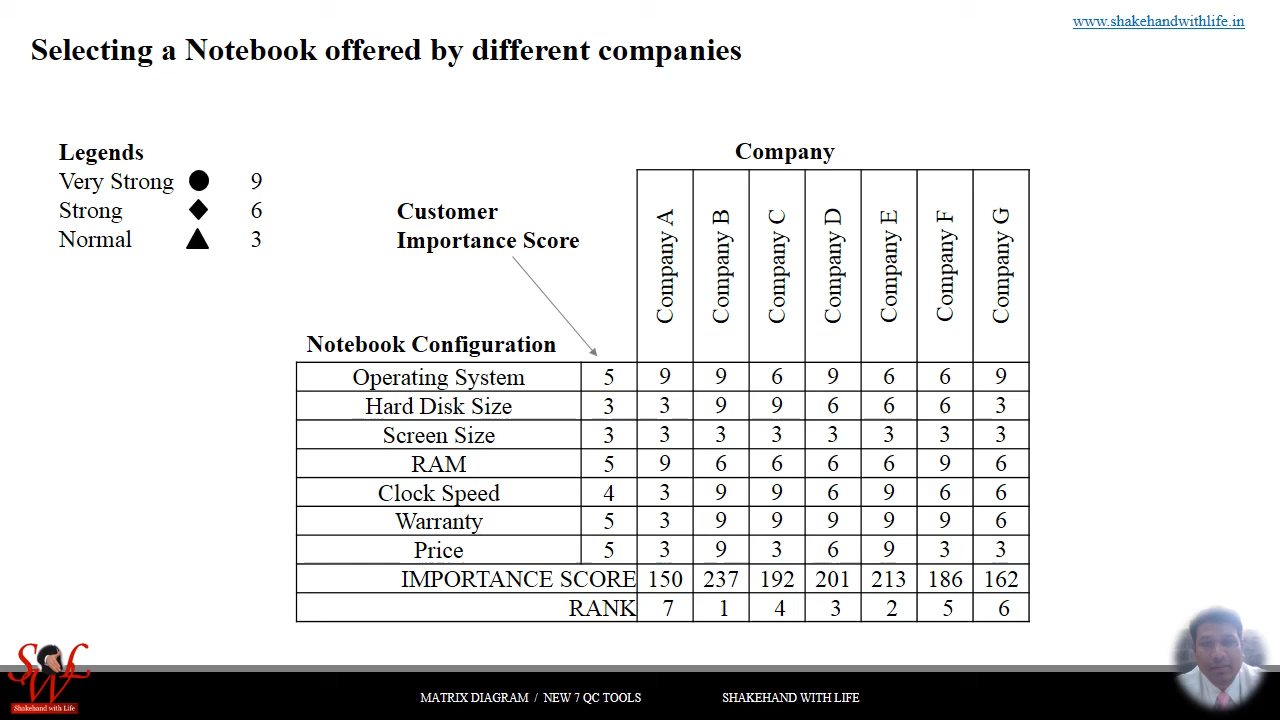 www.shakehandwithlife.in
Selecting a Notebook offered by different companies
Legends
Very Strong ● 9
Strong ◆ 6
Normal ▲ 3
Customer
Importance Score
Company
Company A Company B Company C Company D Company E Company F Company G
Notebook Configuration
Operating System 5 9 9 6 9 6 6 9
Hard Disk Size 3 3 9 9 6 6 6 3
Screen Size 3 3 3 3 3 3 3 3
RAM 5 9 6 6 6 6 9 6
Clock Speed 4 3 9 9 6 9 6 6
Warranty 5 3 9 9 9 9 9 6
Price 5 3 9 3 6 9 3 3
IMPORTANCE SCORE 150 237 192 201 213 186 162
RANK 7 1 4 3 2 5 6
SWL
Shakehand with Life
MATRIX DIAGRAM / NEW 7 QC TOOLS SHAKEHAND WITH LIFE